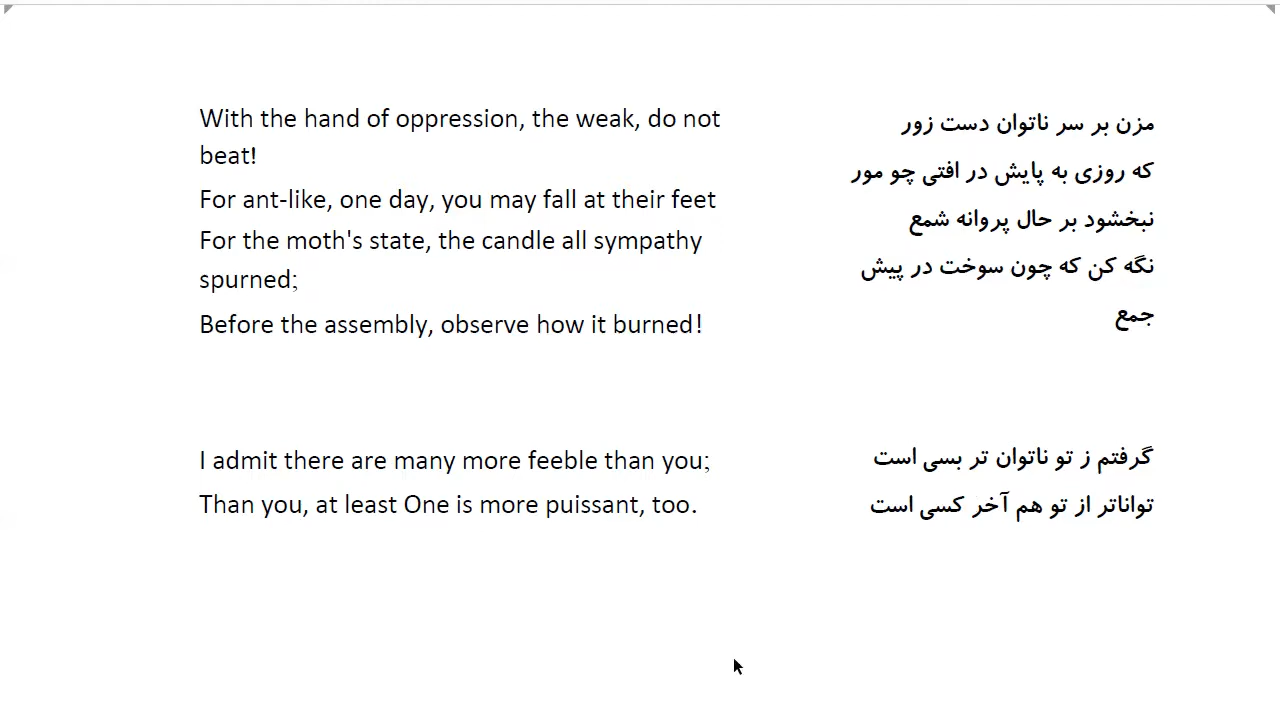 With the hand of oppression, the weak, do not
beat!
For ant-like, one day, you may fall at their feet
For the moth's state, the candle all sympathy
spurned;
Before the assembly, observe how it burned!
مزن بر سر ناتوان دست زور
که روزی به پایش در افتی چو مور
نبخشود بر حال پروانه شمع
نگه کن که چون سوخت در پیش
جمع
I admit there are many more feeble than you;
Than you, at least One is more puissant, too.
گرفتم ز تو ناتوان تر بسی است
تواناتر از تو هم آخر کسی است